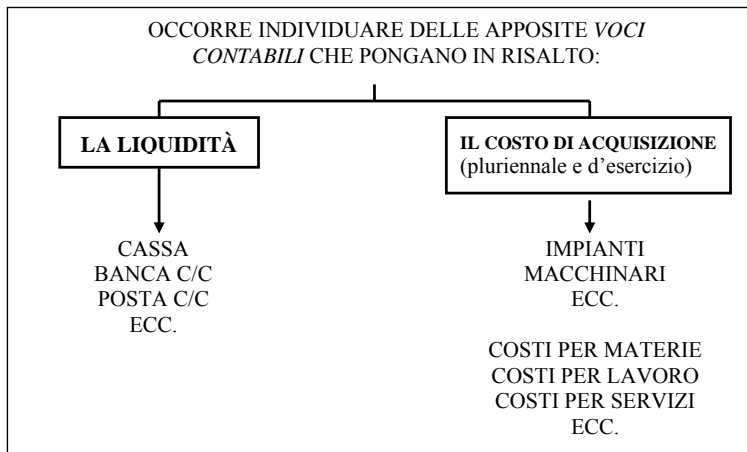 OCCORRE INDIVIDUARE DELLE APPOSITE VOCI
CONTABILI CHE PONGANO IN RISALTO:
LA LIQUIDITÀ
CASSA
BANCA C/C
POSTA C/C
ECC.
IL COSTO DI ACQUISIZIONE
(pluriennale e d’esercizio)
IMPIANTI
MACCHINARI
ECC.
COSTI PER MATERIE
COSTI PER LAVORO
COSTI PER SERVIZI
ECC.